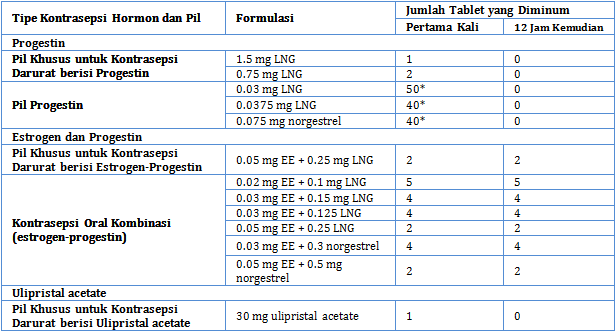 Tipe Kontrasepsi Hormon dan Pil Formulasi Jumlah Tablet yang Diminum
Pertama Kali 12 Jam Kemudian
Progestin
Pil Khusus untuk Kontrasepsi Darurat berisi Progestin 1.5 mg LNG 1 0
0.75 mg LNG 2 0
Pil Progestin 0.03 mg LNG 50* 0
0.0375 mg LNG 40* 0
0.075 mg norgestrel 40* 0
Estrogen dan Progestin
Pil Khusus untuk Kontrasepsi
Darurat berisi Estrogen-Progestin 0.05 mg EE + 0.25 mg LNG 2 2
Kontrasepsi Oral Kombinasi
(estrogen-progestin) 0.02 mg EE + 0.1 mg LNG 5 5
0.03 mg EE + 0.15 mg LNG 4 4
0.03 mg EE + 0.125 LNG 4 4
0.05 mg EE + 0.25 LNG 2 2
0.03 mg EE + 0.3 norgestrel 4 4
0.05 mg EE + 0.5 mg
norgestrel 2 2
Ulipristal acetate
Pil Khusus untuk Kontrasepsi
Darurat berisi Ulipristal acetate 30 mg ulipristal acetate 1 0